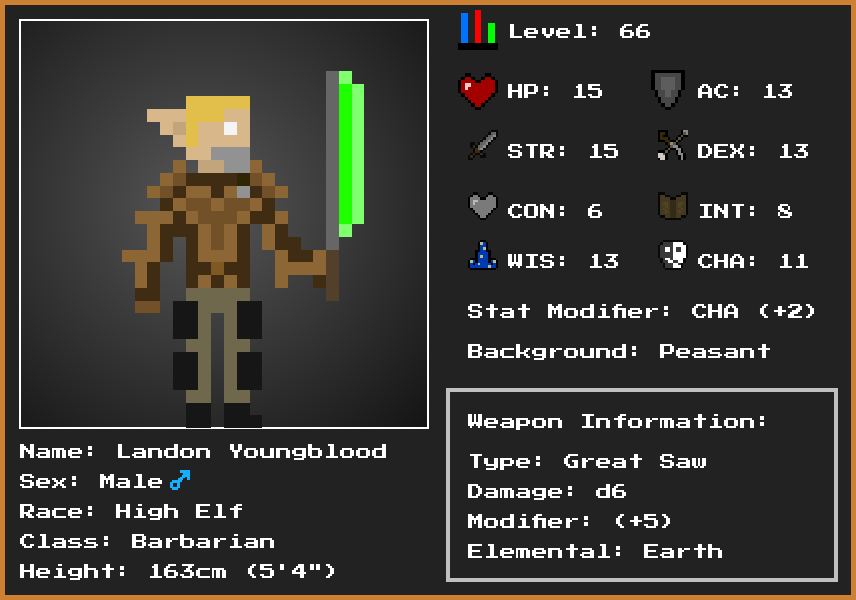 Level: 66
HP: 15 AC: 13
STR: 15 DEX: 13
CON: 6 INT: 8
WIS: 13 CHA: 11
Stat Modifier: CHA (+2)
Background: Peasant
Weapon Information:
Type: Great Saw
Damage: d6
Modifier: (+5)
Elemental: Earth
Name: Landon Youngblood
Sex: Male♂
Race: High Elf
Class: Barbarian
Height: 163cm (5'4")